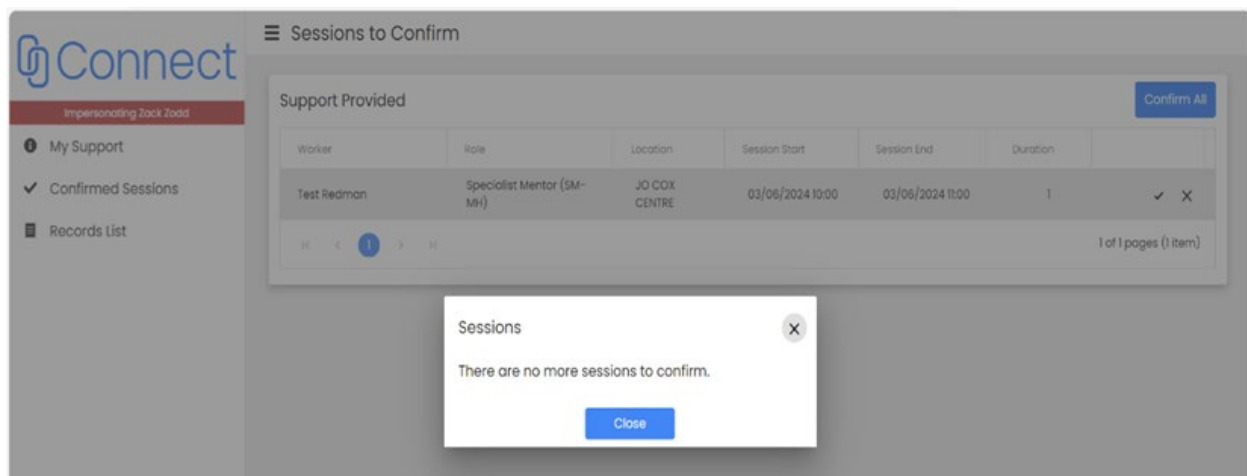 Connect
Sessions to Confirm
Impersonating Zack Zodd
My Support
Confirmed Sessions
Records List
Support Provided
Confirm All
Worker Role Location Session Start Session End Duration
Test Redman Specialist Mentor (SM-
MH) JO COX
CENTRE 03/06/2024 10:00 03/06/2024 11:00 1
1
1 of 1 pages (1 item)
Sessions
There are no more sessions to confirm.
Close